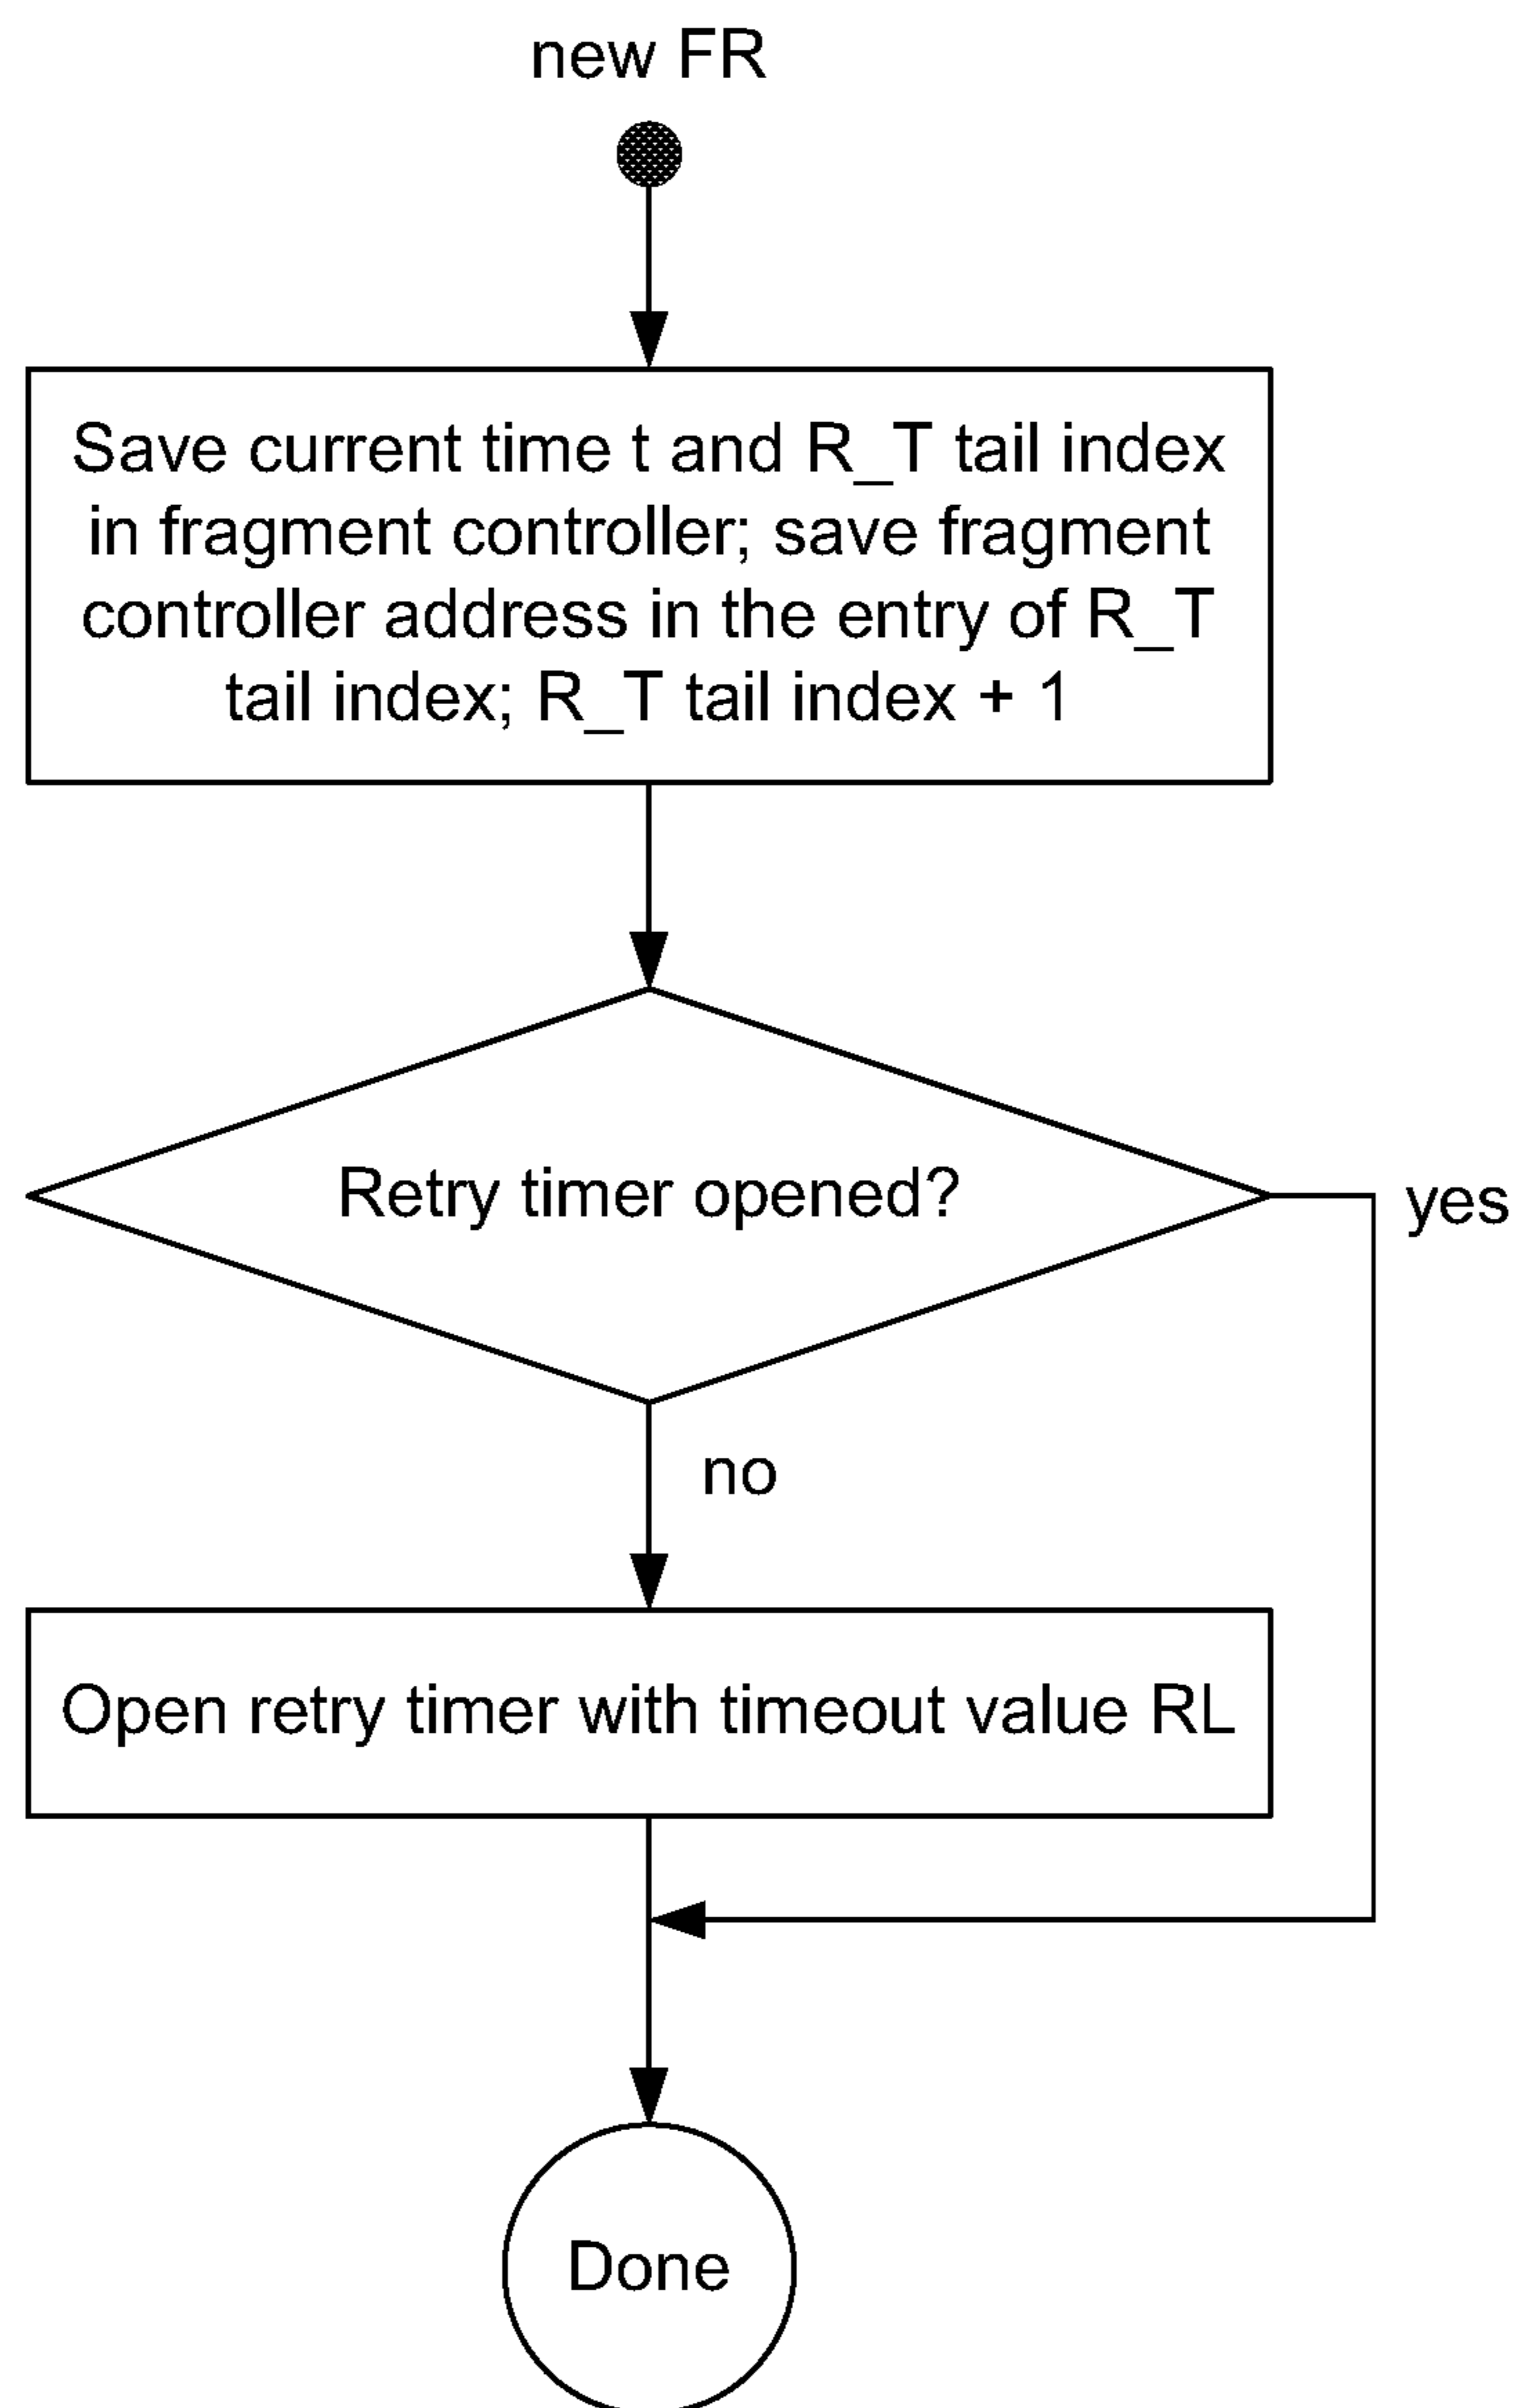 new FR
Save current time t and R_T tail index
in fragment controller; save fragment
controller address in the entry of R_T
tail index; R_T tail index + 1
Retry timer opened?
yes
no
Open retry timer with timeout value RL
Done